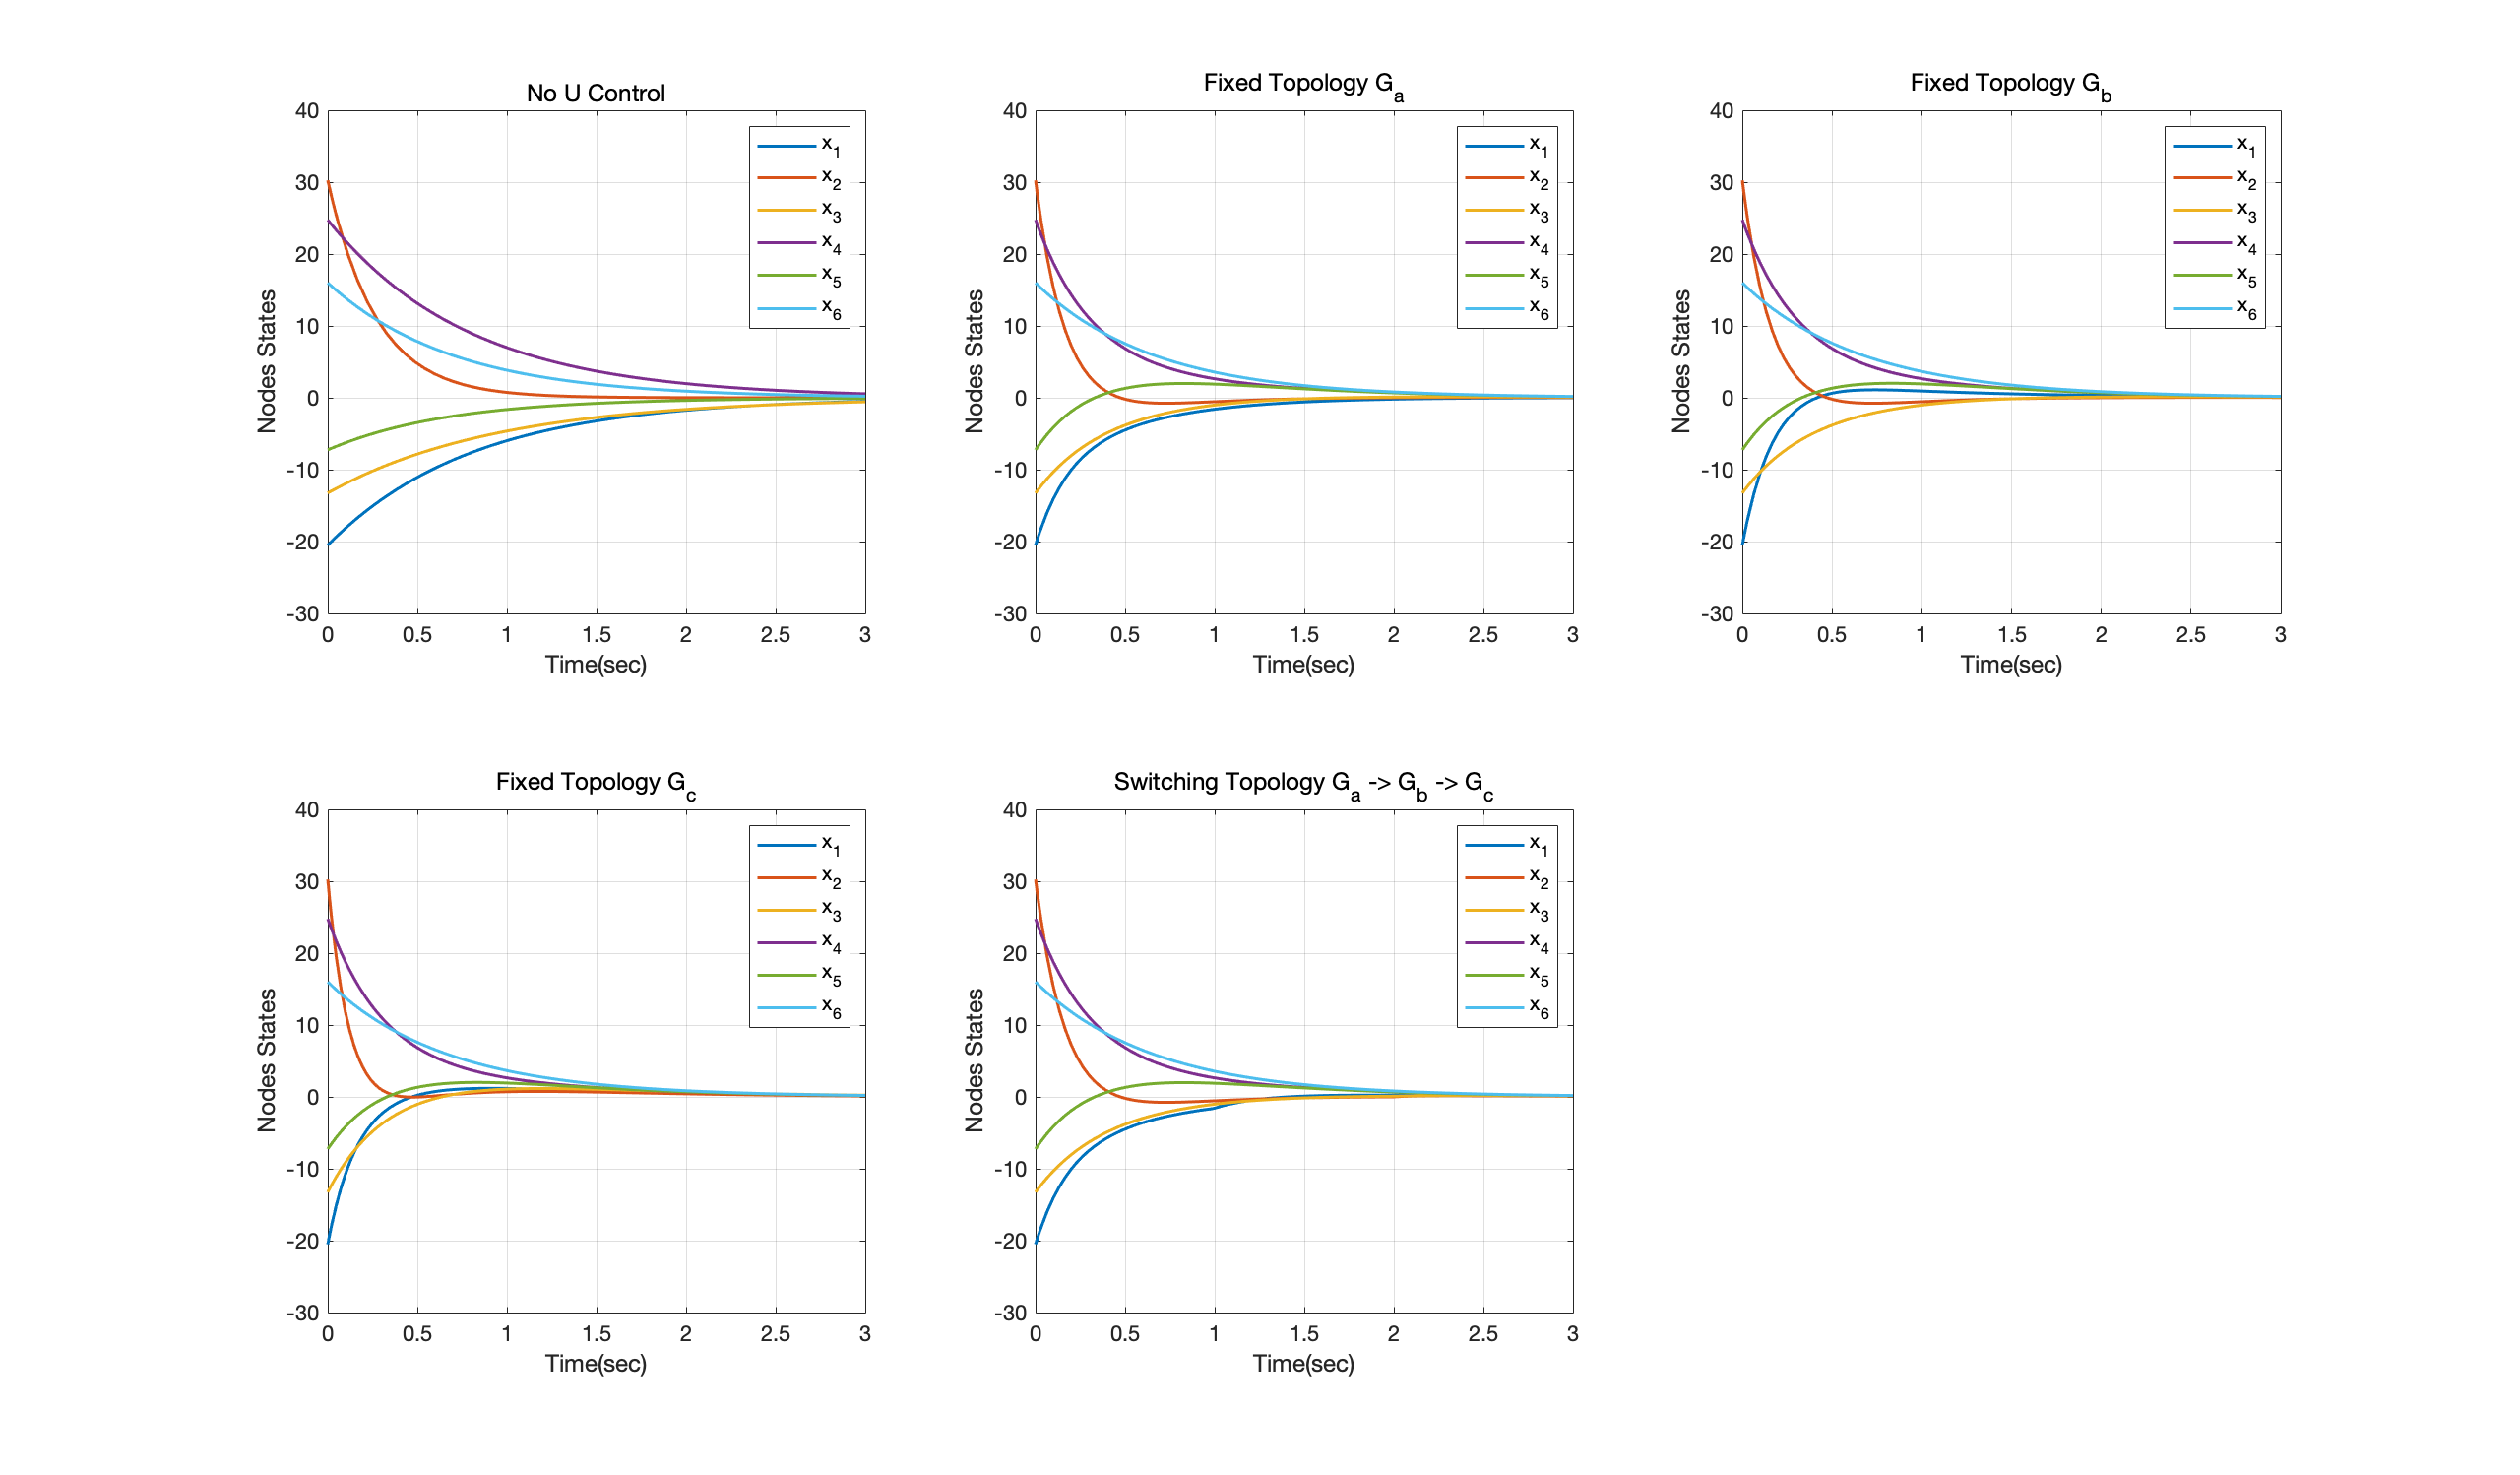 No U Control
40
30
20
10
0
-10
-20
-30
Nodes States
0 0.5 1 1.5 2 2.5 3
Time(sec)
x1
x2
x3
x4
x5
x6
Fixed Topology Ga
40
30
20
10
0
-10
-20
-30
Nodes States
0 0.5 1 1.5 2 2.5 3
Time(sec)
x1
x2
x3
x4
x5
x6
Fixed Topology Gb
40
30
20
10
0
-10
-20
-30
Nodes States
0 0.5 1 1.5 2 2.5 3
Time(sec)
x1
x2
x3
x4
x5
x6
Fixed Topology Gc
40
30
20
10
0
-10
-20
-30
Nodes States
0 0.5 1 1.5 2 2.5 3
Time(sec)
x1
x2
x3
x4
x5
x6
Switching Topology Ga -> Gb -> Gc
40
30
20
10
0
-10
-20
-30
Nodes States
0 0.5 1 1.5 2 2.5 3
Time(sec)
x1
x2
x3
x4
x5
x6